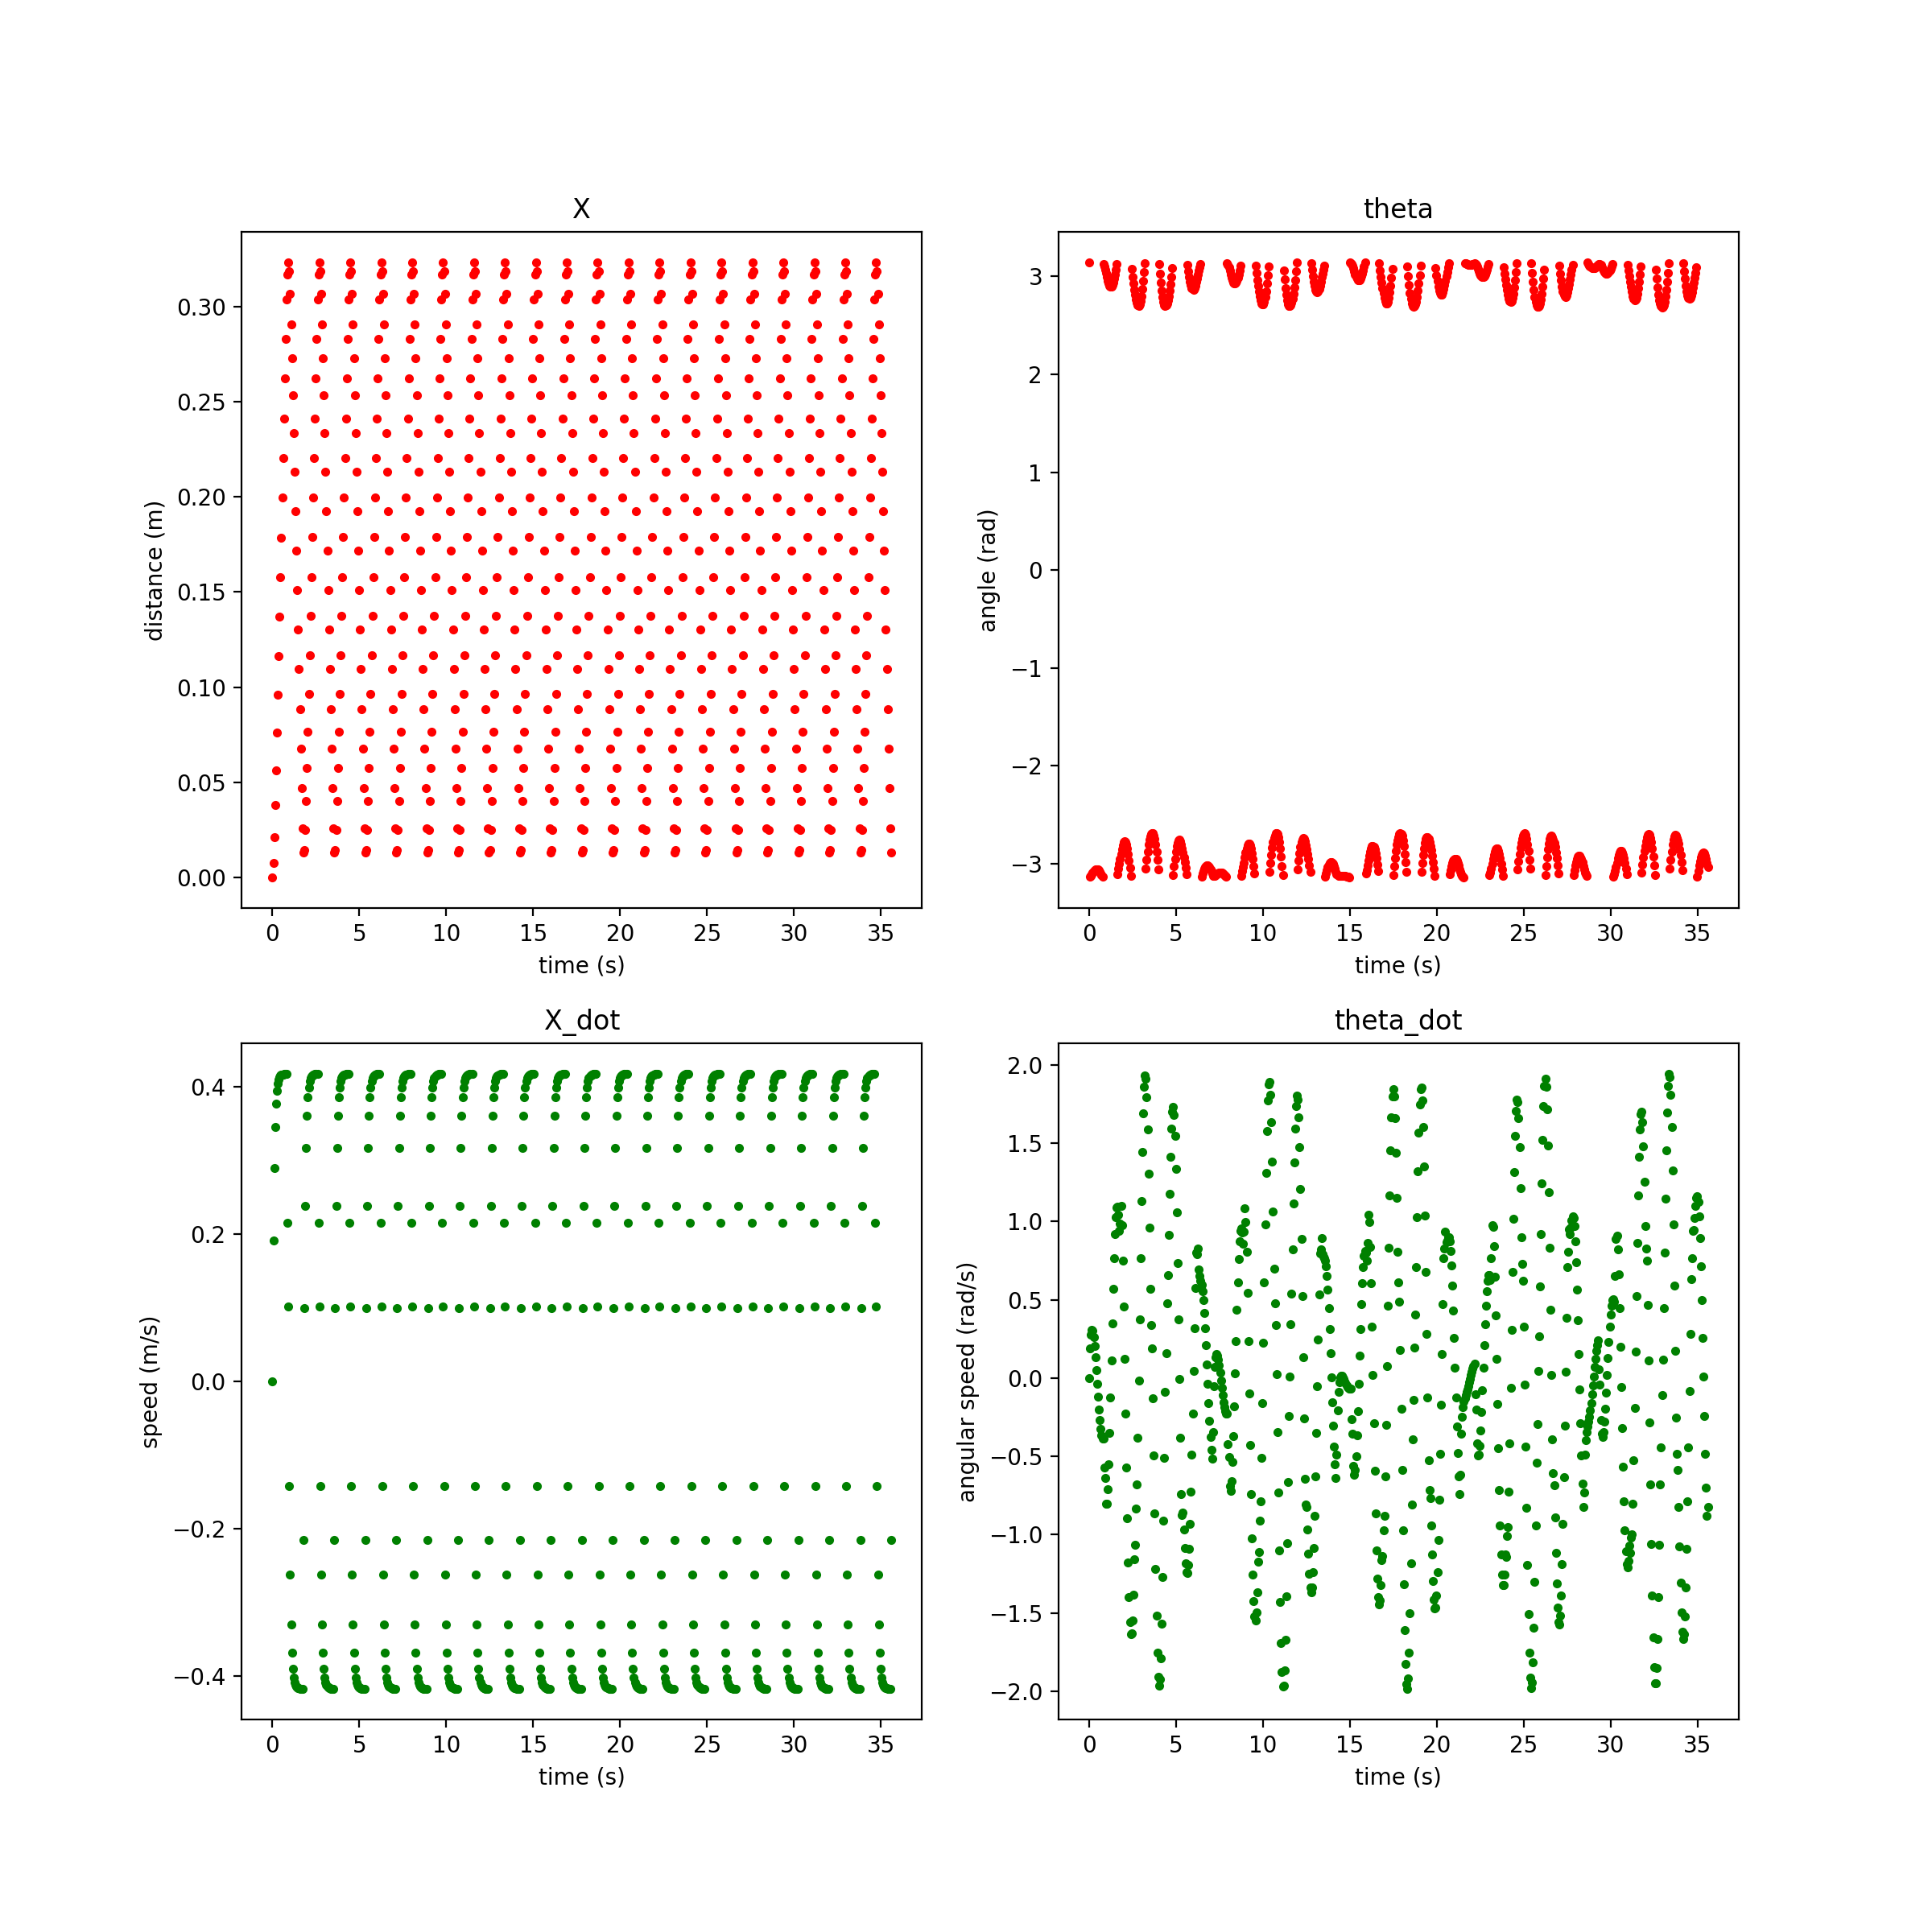 X
0.30
0.25
0.20
0.15
0.10
0.05
0.00
distance (m)
0 5 10 15 20 25 30 35
time (s)
theta
3
2
1
0
−1
−2
−3
angle (rad)
0 5 10 15 20 25 30 35
time (s)
X_dot
0.4
0.2
0.0
−0.2
−0.4
speed (m/s)
0 5 10 15 20 25 30 35
time (s)
theta_dot
2.0
1.5
1.0
0.5
0.0
−0.5
−1.0
−1.5
−2.0
angular speed (rad/s)
0 5 10 15 20 25 30 35
time (s)